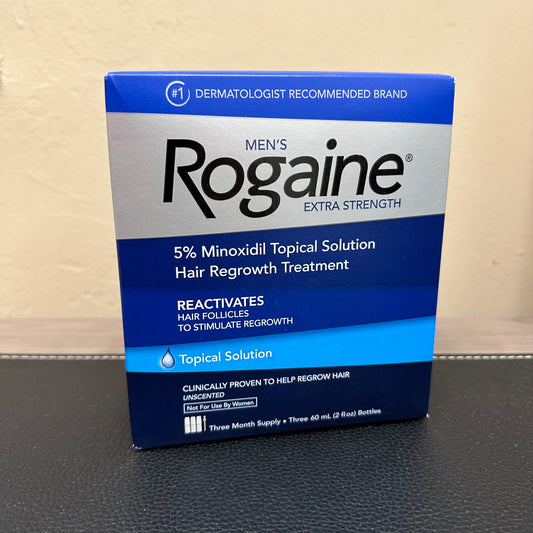 #1 DERMATOLOGIST RECOMMENDED BRAND
MEN'S
Rogaine®
EXTRA STRENGTH
5% Minoxidil Topical Solution
Hair Regrowth Treatment
REACTIVATES
HAIR FOLLICLES
TO STIMULATE REGROWTH
Topical Solution
CLINICALLY PROVEN TO HELP REGROW HAIR
UNSCENTED
Not For Use By Women
Three Month Supply • Three 60 mL (2 fl oz) Bottles